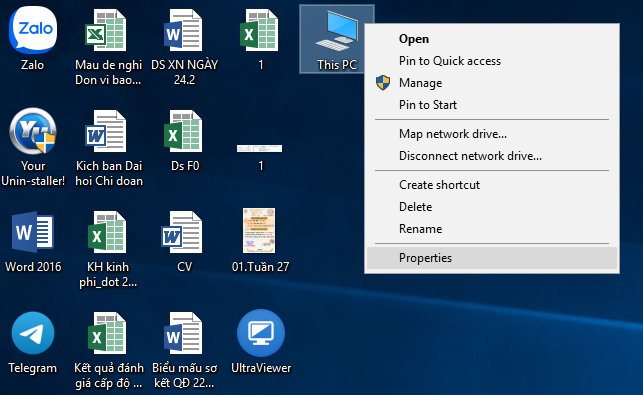 Zalo
Zalo
Mau de nghi
Don vi bao...
DS XN NGÀY
24.2
1
This PC
Open
Pin to Quick access
Manage
Pin to Start
Map network drive...
Disconnect network drive...
Create shortcut
Delete
Rename
Properties
Your
Unin-staller!
Kich ban Dai
hoi Chi doan
Ds F0
1
Word 2016
KH kinh
phi_dot 2...
CV
01.Tuần 27
Telegram
Kết quả đánh
giá cấp độ ...
Biểu mẫu sơ
kết QĐ 22...
UltraViewer